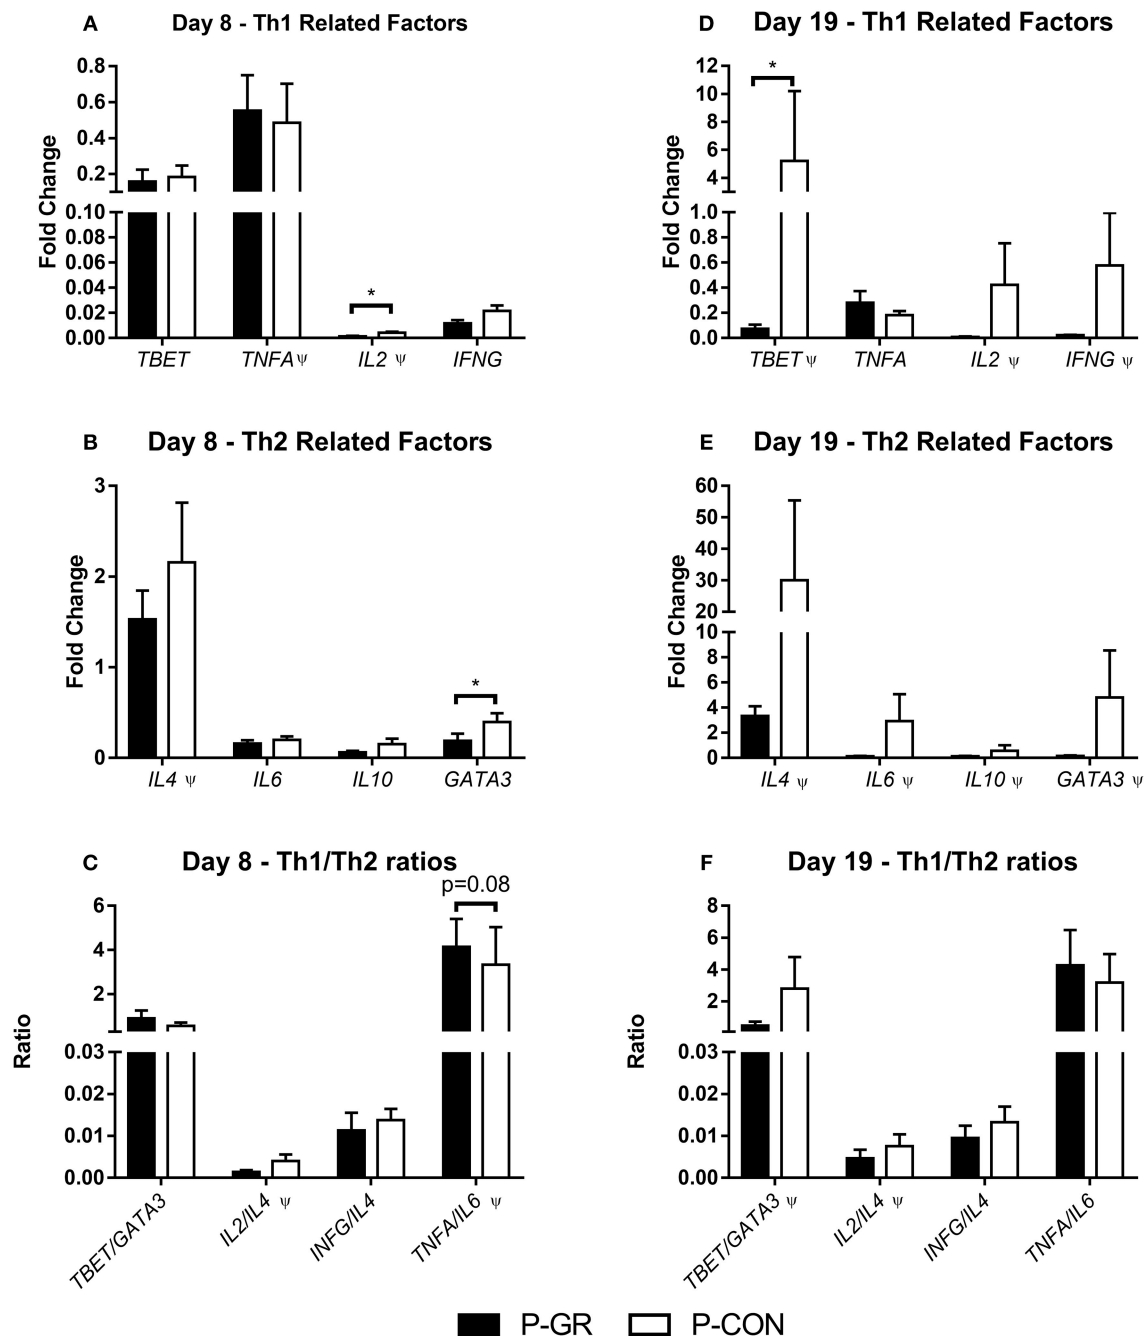 A Day 8 - Th1 Related Factors
Fold Change
0.8
0.6
0.4
0.2
0.10
0.08
0.06
0.04
0.02
0.00
*
TBET TNFA ψ IL2 ψ IFNG
D Day 19 - Th1 Related Factors
Fold Change
12
10
8
6
4
1.0
0.8
0.6
0.4
0.2
0.0
*
TBET ψ TNFA IL2 ψ IFNG ψ
B Day 8 - Th2 Related Factors
Fold Change
3
2
1
0
*
IL4 ψ IL6 IL10 GATA3
E Day 19 - Th2 Related Factors
Fold Change
60
50
40
30
20
10
8
6
4
2
0
IL4 ψ IL6 ψ IL10 ψ GATA3 ψ
C Day 8 - Th1/Th2 ratios
p=0.08
Ratio
6
4
2
0.03
0.02
0.01
0.00
TBET/GATA3 IL2/IL4 ψ INFG/IL4 TNFA/IL6 ψ
F Day 19 - Th1/Th2 ratios
Ratio
8
6
4
2
0.03
0.02
0.01
0.00
TBET/GATA3 ψ IL2/IL4 ψ INFG/IL4 TNFA/IL6
P-GR P-CON